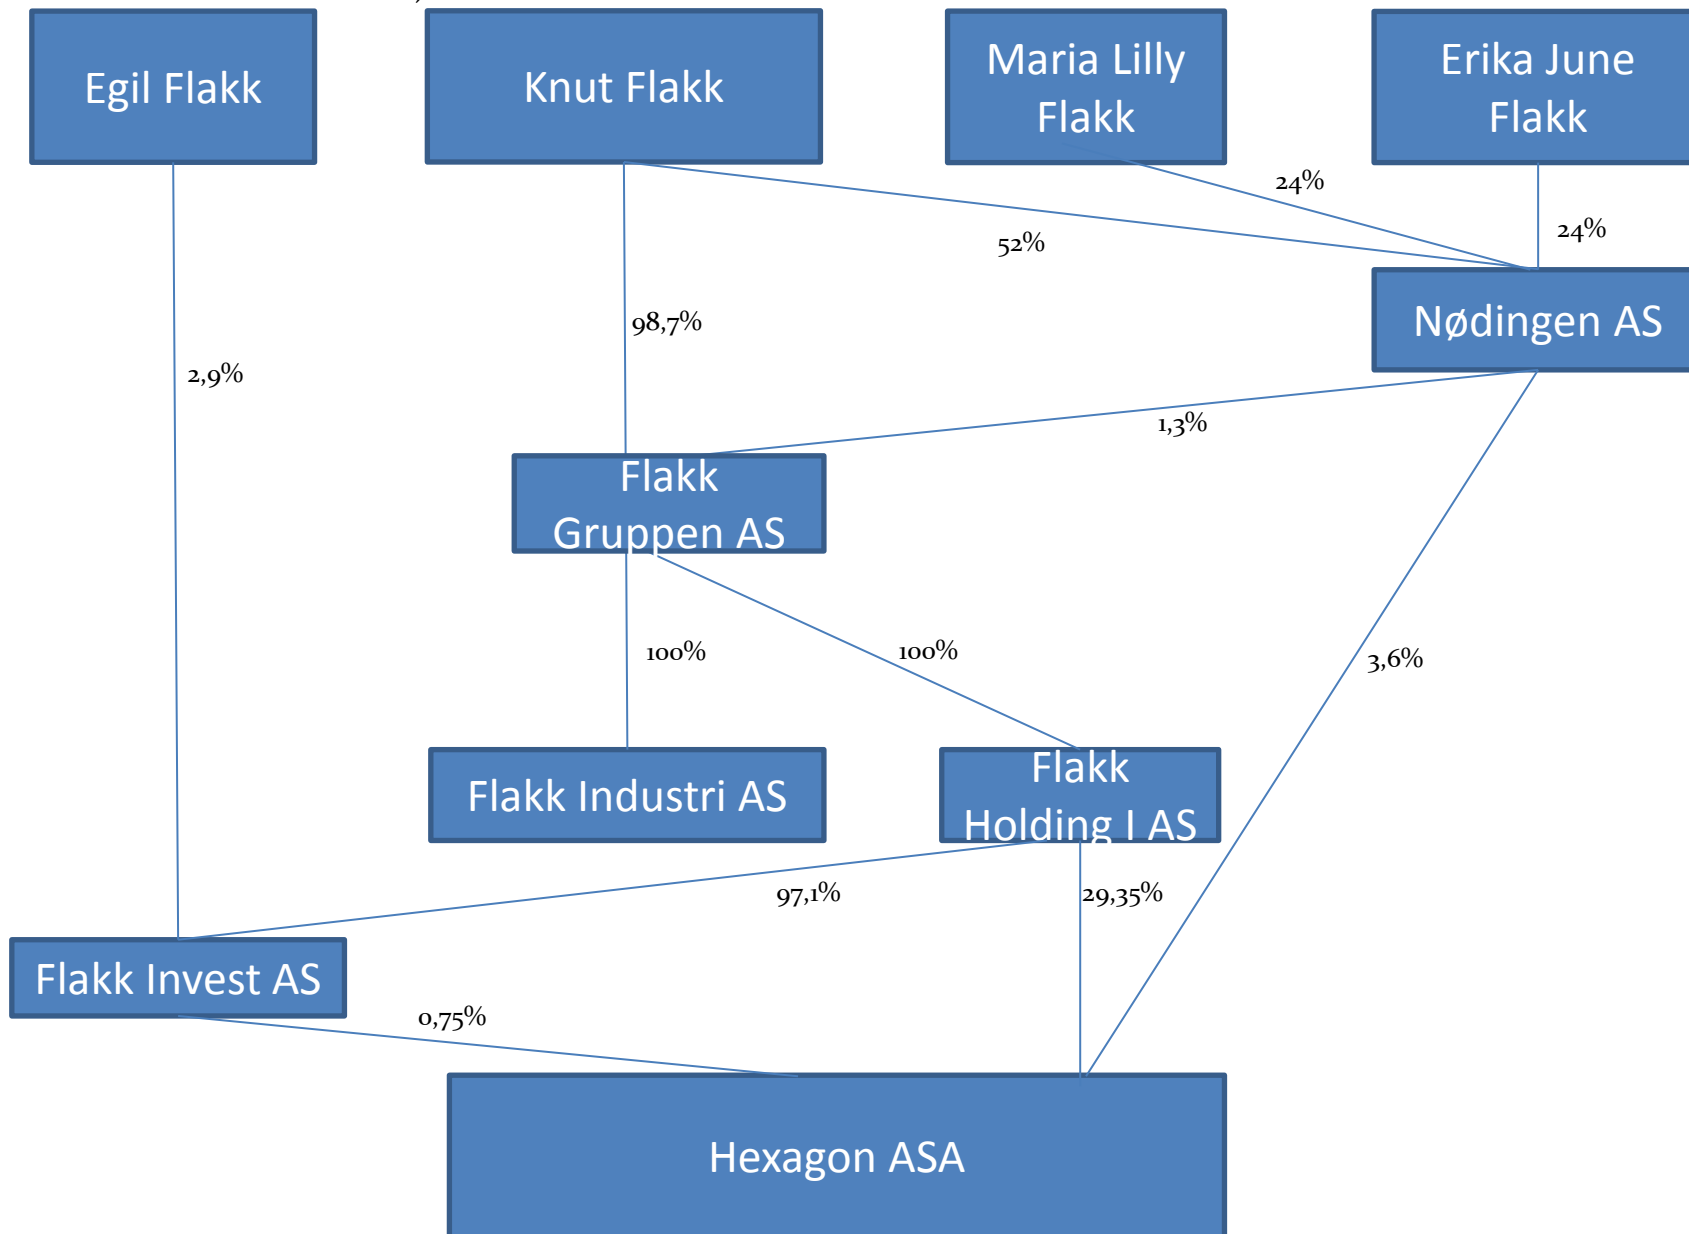 Egil Flakk
Knut Flakk
Maria Lilly
Flakk
Erika June
Flakk
24%
52%
24%
Nødingen AS
98,7%
2,9%
1,3%
Flakk
Gruppen AS
100%
100%
3,6%
Flakk Industri AS
Flakk
Holding I AS
97,1%
29,35%
Flakk Invest AS
0,75%
Hexagon ASA